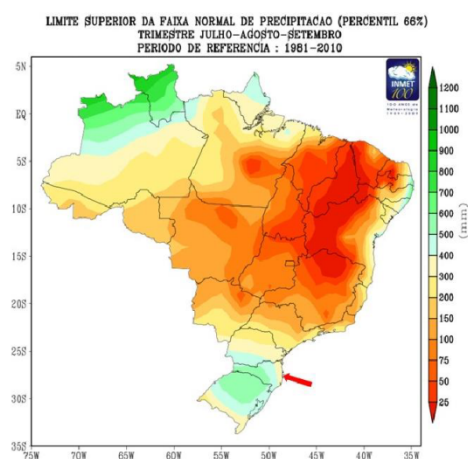 LIMITE SUPERIOR DA FAIXA NORMAL DE PRECIPITACAO (PERCENTIL 66%)
TRIMESTRE JULHO-AGOSTO-SETEMBRO
PERIODO DE REFERENCIA : 1981-2010
5N
EQ
5S
10S
15S
20S
25S
30S
35S
75W
70W
65W
60W
55W
50W
45W
40W
35W
INMET
100
1200
1100
1000
900
800
700
600
500
400
300
200
150
100
75
50
25
(mm)